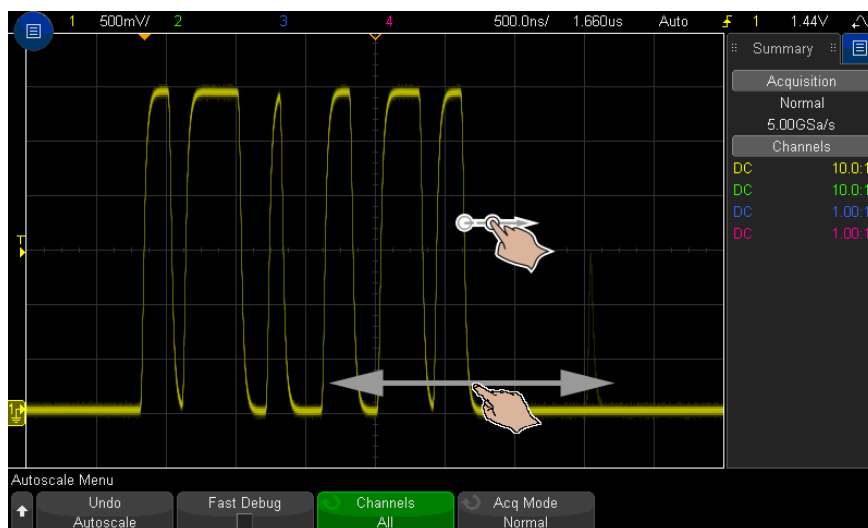 1 500mV/ 2 3 4 500.0ns/ 1.660us Auto 1 1.44V
Summary
Acquisition
Normal
5.00GSa/s
Channels
DC 10.0:1
DC 10.0:1
DC 1.00:1
DC 1.00:1
T
1
Autoscale Menu
Undo
Autoscale
Fast Debug
Channels
All
Acq Mode
Normal